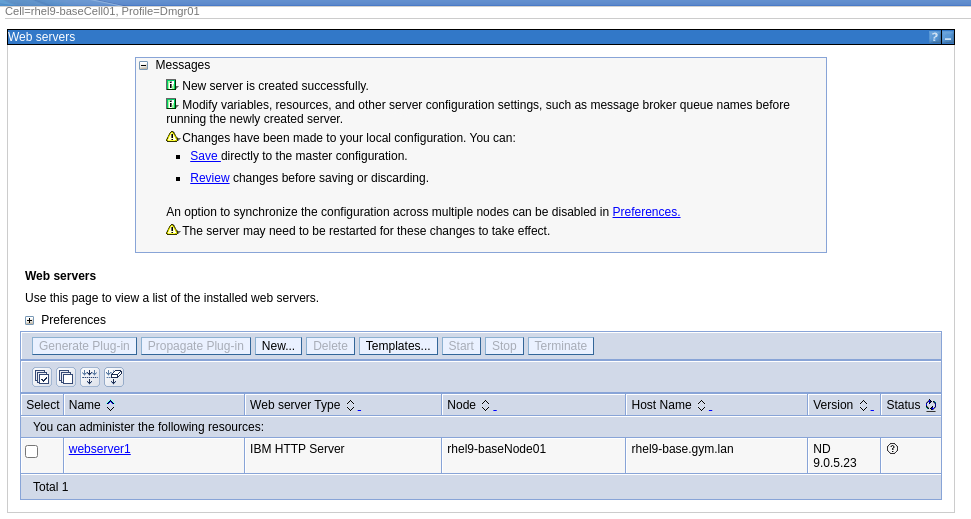 Cell=rhel9-baseCell01, Profile=Dmgr01
Web servers
Messages
New server is created successfully.
Modify variables, resources, and other server configuration settings, such as message broker queue names before
running the newly created server.
Changes have been made to your local configuration. You can:
Save directly to the master configuration.
Review changes before saving or discarding.
An option to synchronize the configuration across multiple nodes can be disabled in Preferences.
The server may need to be restarted for these changes to take effect.
Web servers
Use this page to view a list of the installed web servers.
Preferences
Generate Plug-in Propagate Plug-in New... Delete Templates... Start Stop Terminate
Select Name Web server Type Node Host Name Version Status
You can administer the following resources:
webserver1 IBM HTTP Server rhel9-baseNode01 rhel9-base.gym.lan ND
9.0.5.23
Total 1